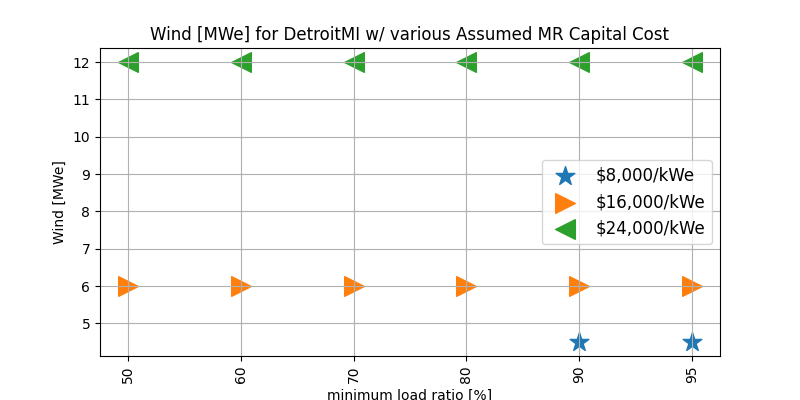 Wind [MWe] for DetroitMI w/ various Assumed MR Capital Cost
12
11
10
9
8
7
6
5
Wind [MWe]
$8,000/kWe
$16,000/kWe
$24,000/kWe
50 60 70 80 90 95
minimum load ratio [%]